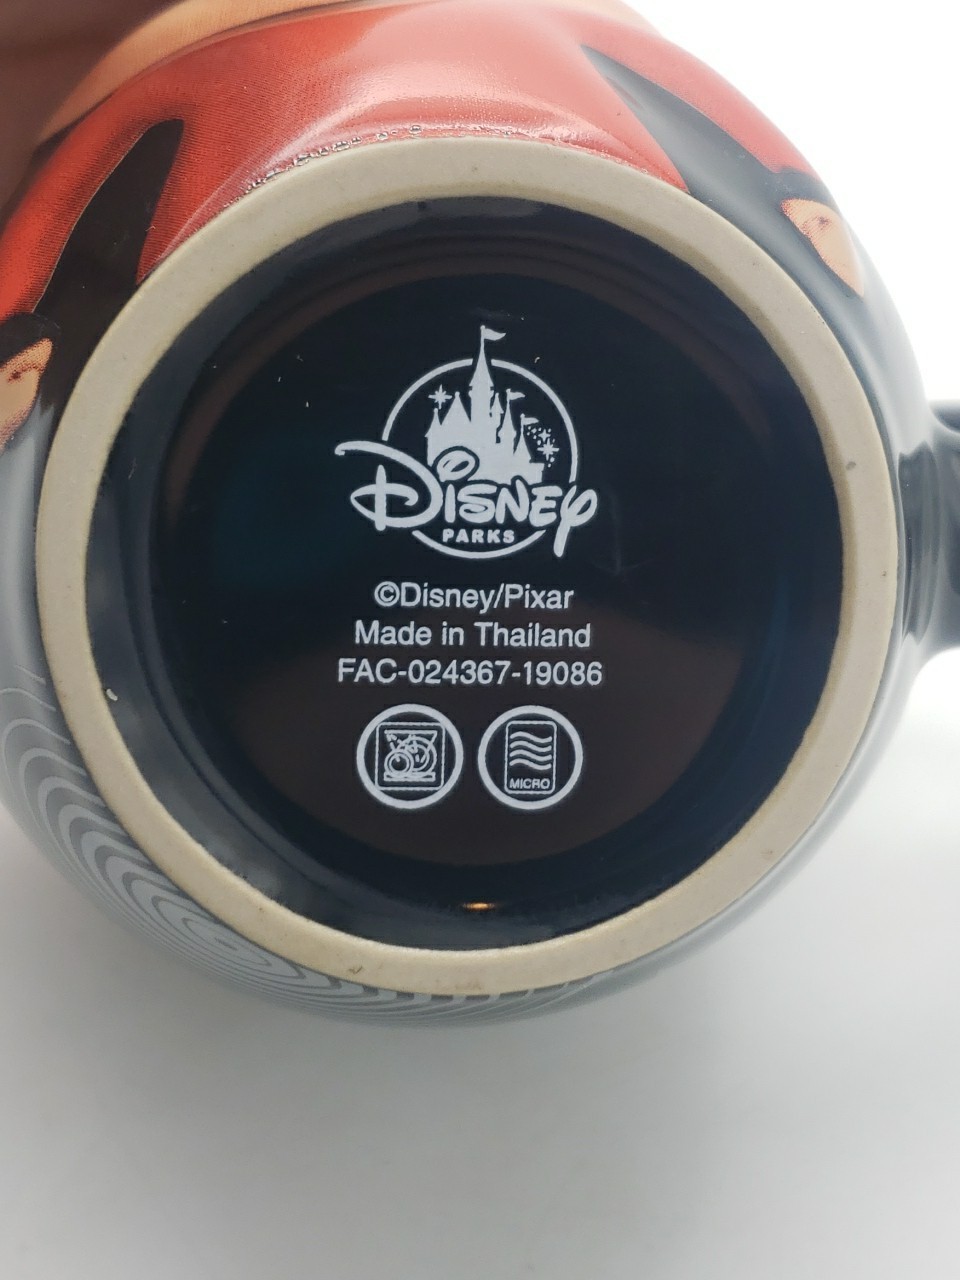 Disney
PARKS
©Disney/Pixar
Made in Thailand
FAC-024367-19086
MICRO